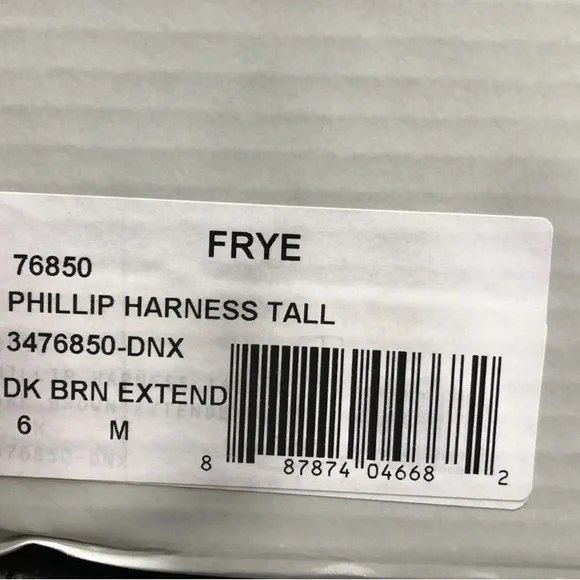 FRYE
76850
PHILLIP HARNESS TALL
3476850-DNX
DK BRN EXTEND
6 M
8 87874 04668 2